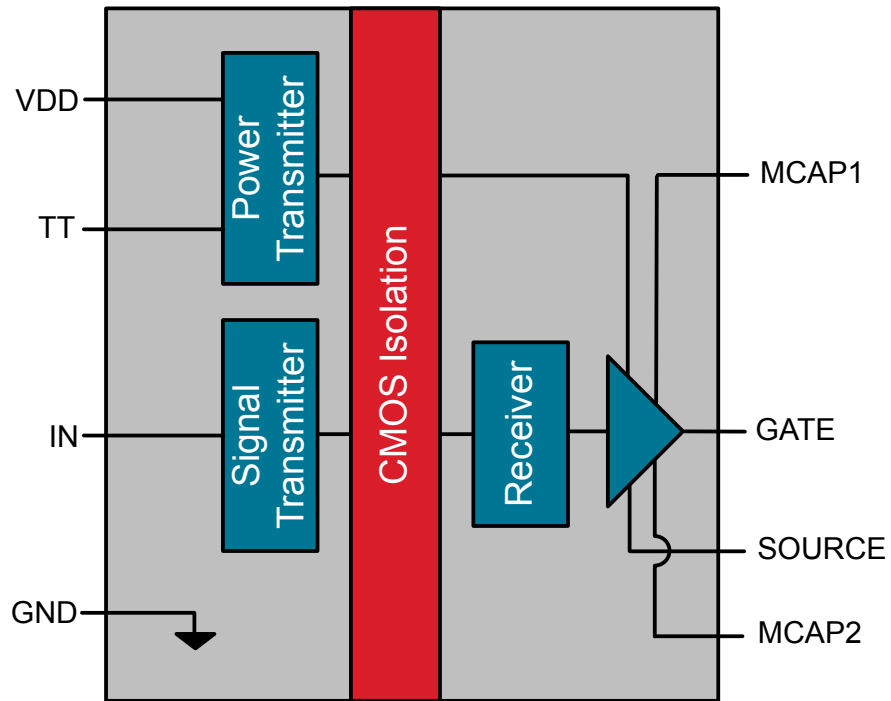 VDD
TT
IN
GND
Power
Transmitter
Signal
Transmitter
CMOS Isolation
Receiver
MCAP1
GATE
SOURCE
MCAP2